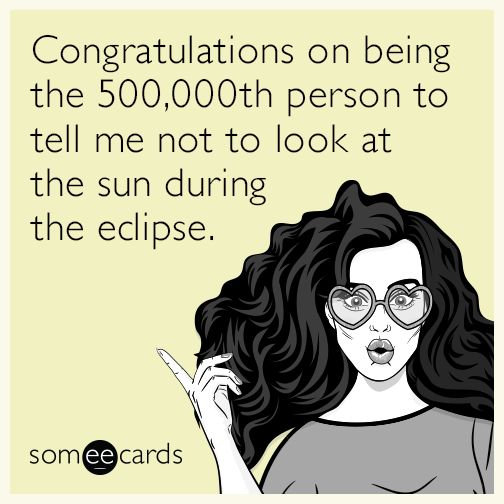 Congratulations on being
the 500,000th person to
tell me not to look at
the sun during
the eclipse.
someecards